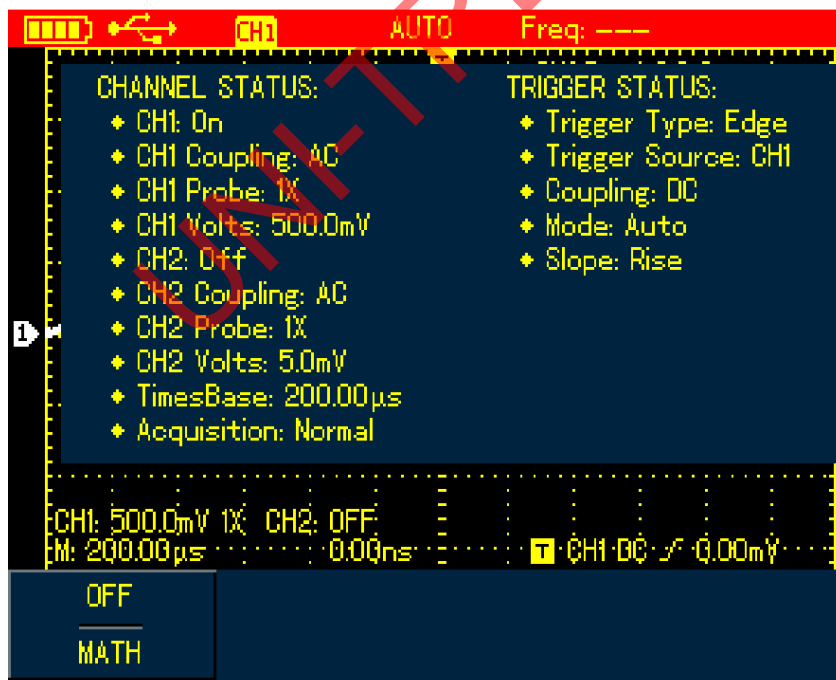 CH1 AUTO Freq: ---
CHANNEL STATUS:
CH1: On
CH1 Coupling: AC
CH1 Probe: 1X
CH1 Volts: 500.0mV
CH2: Off
CH2 Coupling: AC
CH2 Probe: 1X
CH2 Volts: 5.0mV
TimesBase: 200.00μs
Acquisition: Normal
TRIGGER STATUS:
Trigger Type: Edge
Trigger Source: CH1
Coupling: DC
Mode: Auto
Slope: Rise
1
CH1: 500.0mV 1X CH2: OFF
M: 200.00μs 0.00ns T CH1 DC 0.00mV
OFF
MATH